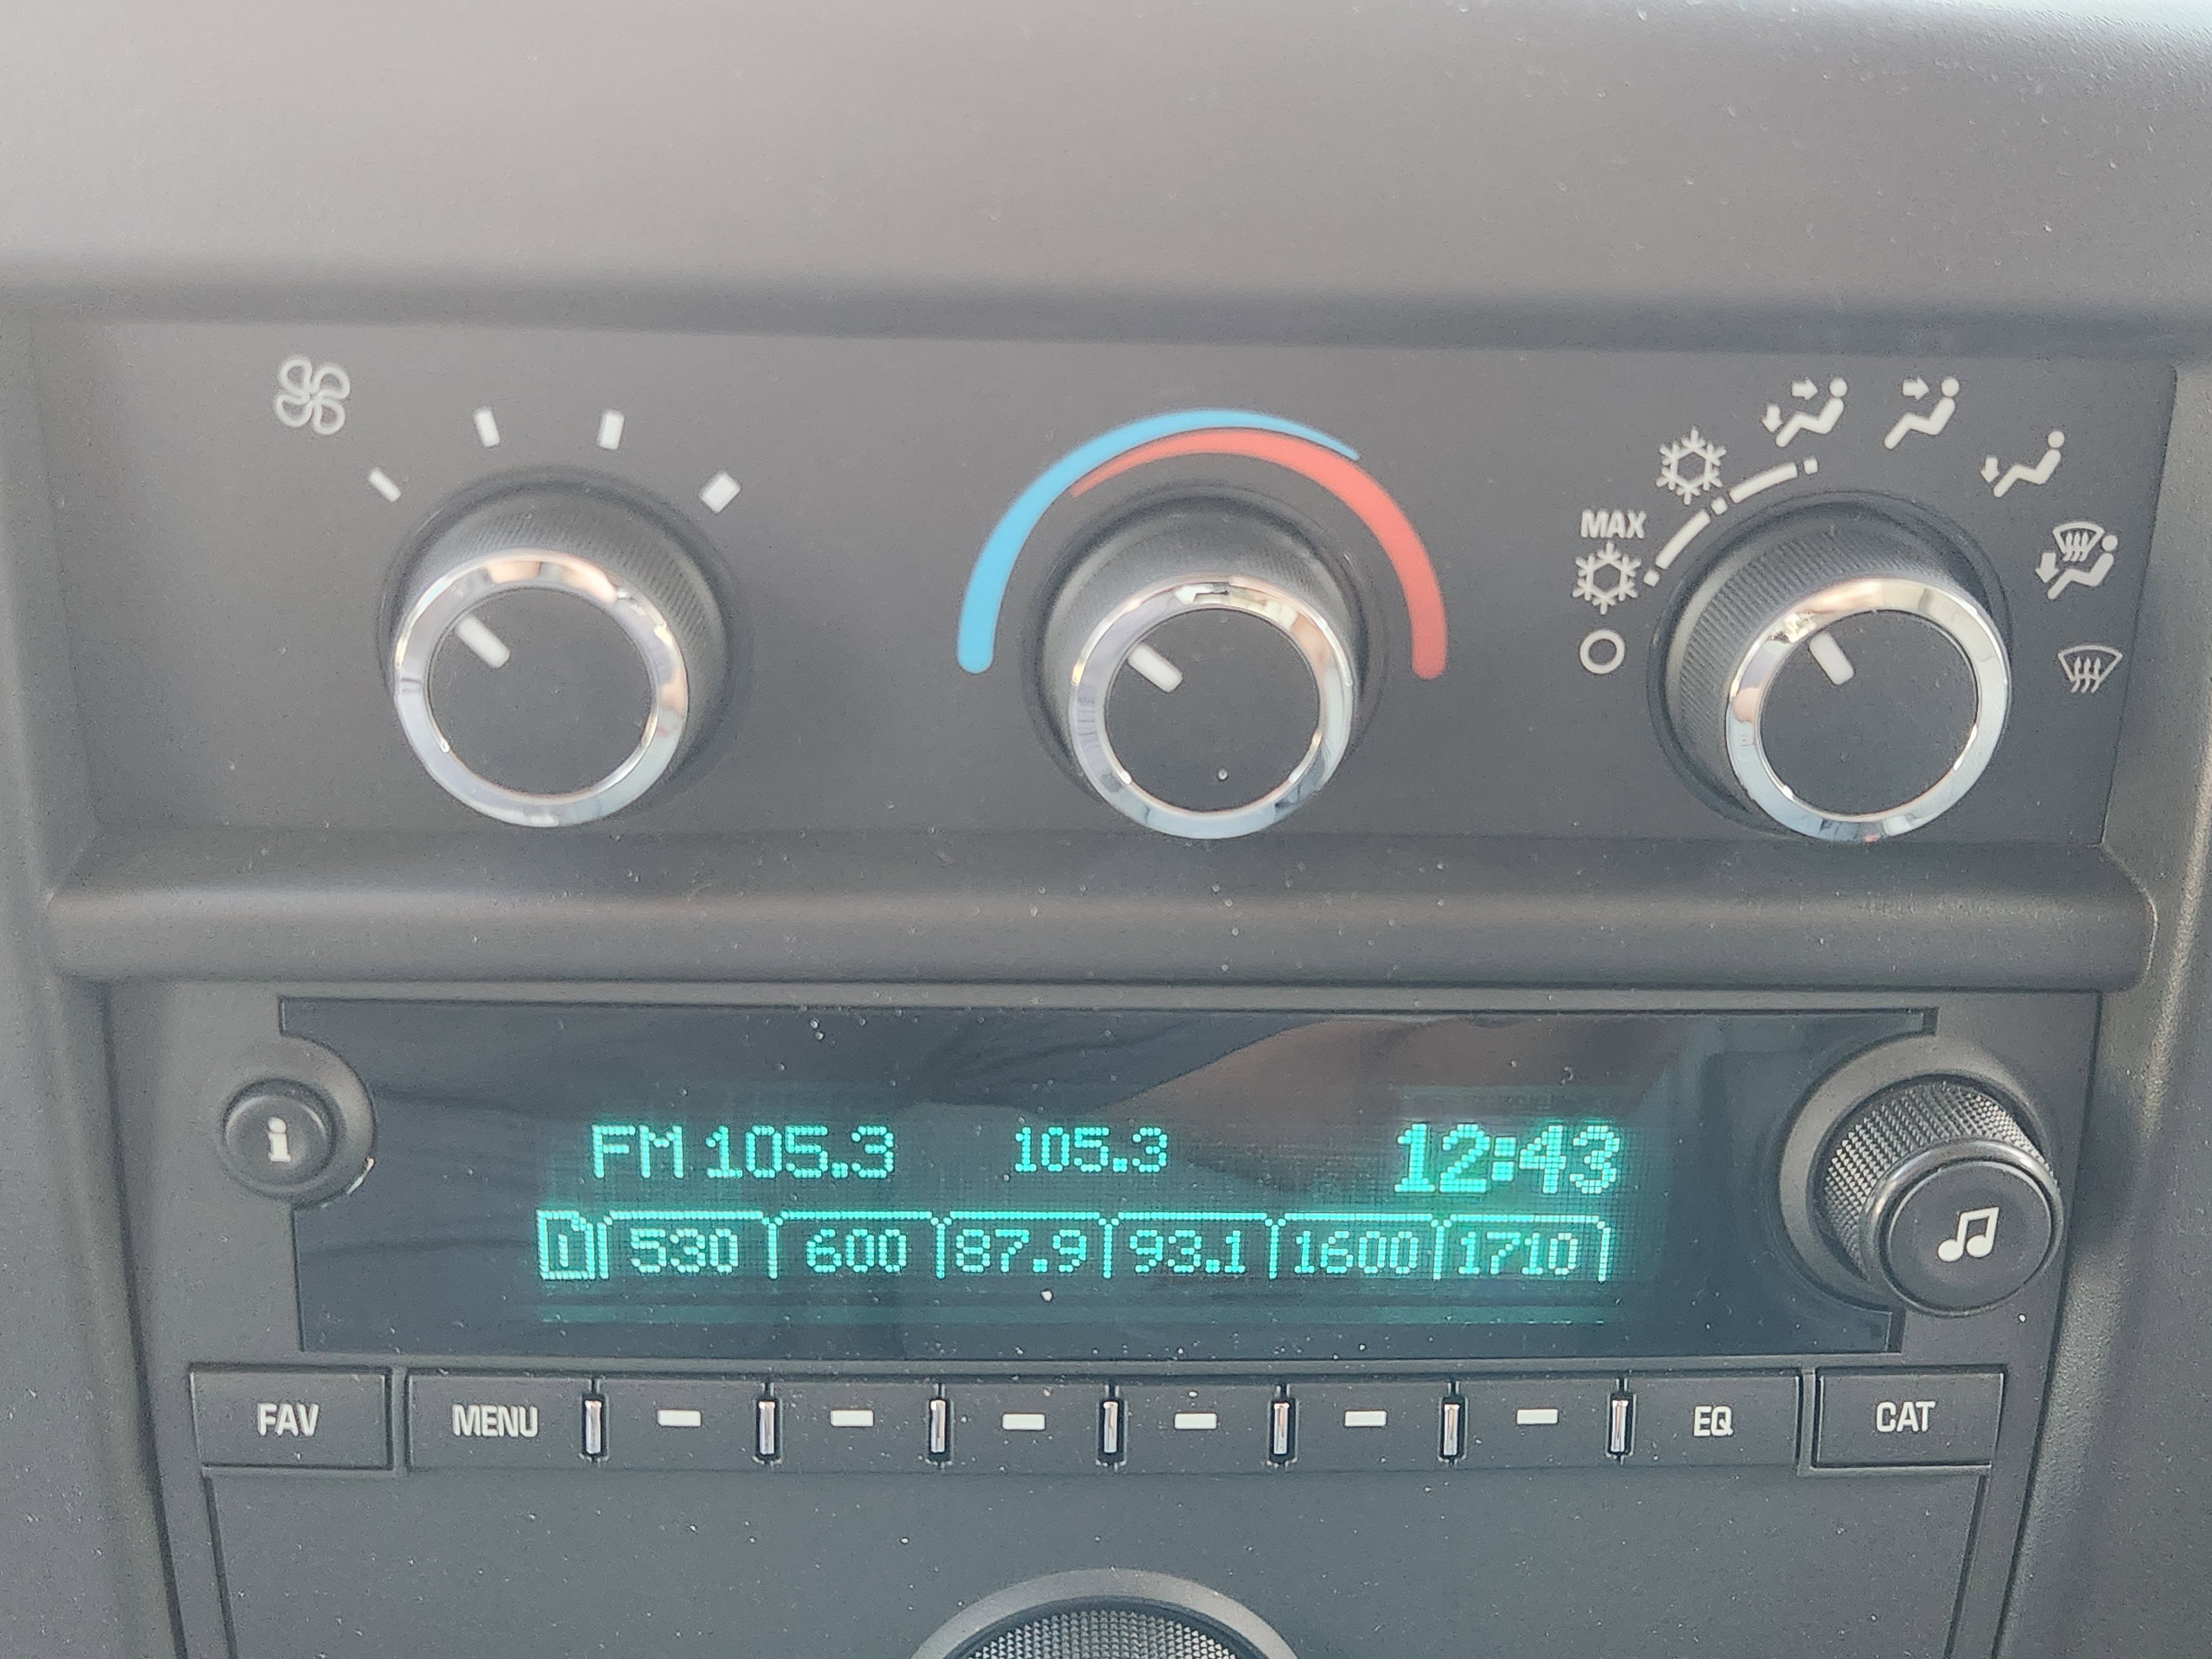 MAX
i
FM 105.3 105.3 12:43
1 530 600 87.9 93.1 1600 1710
FAV MENU EQ CAT